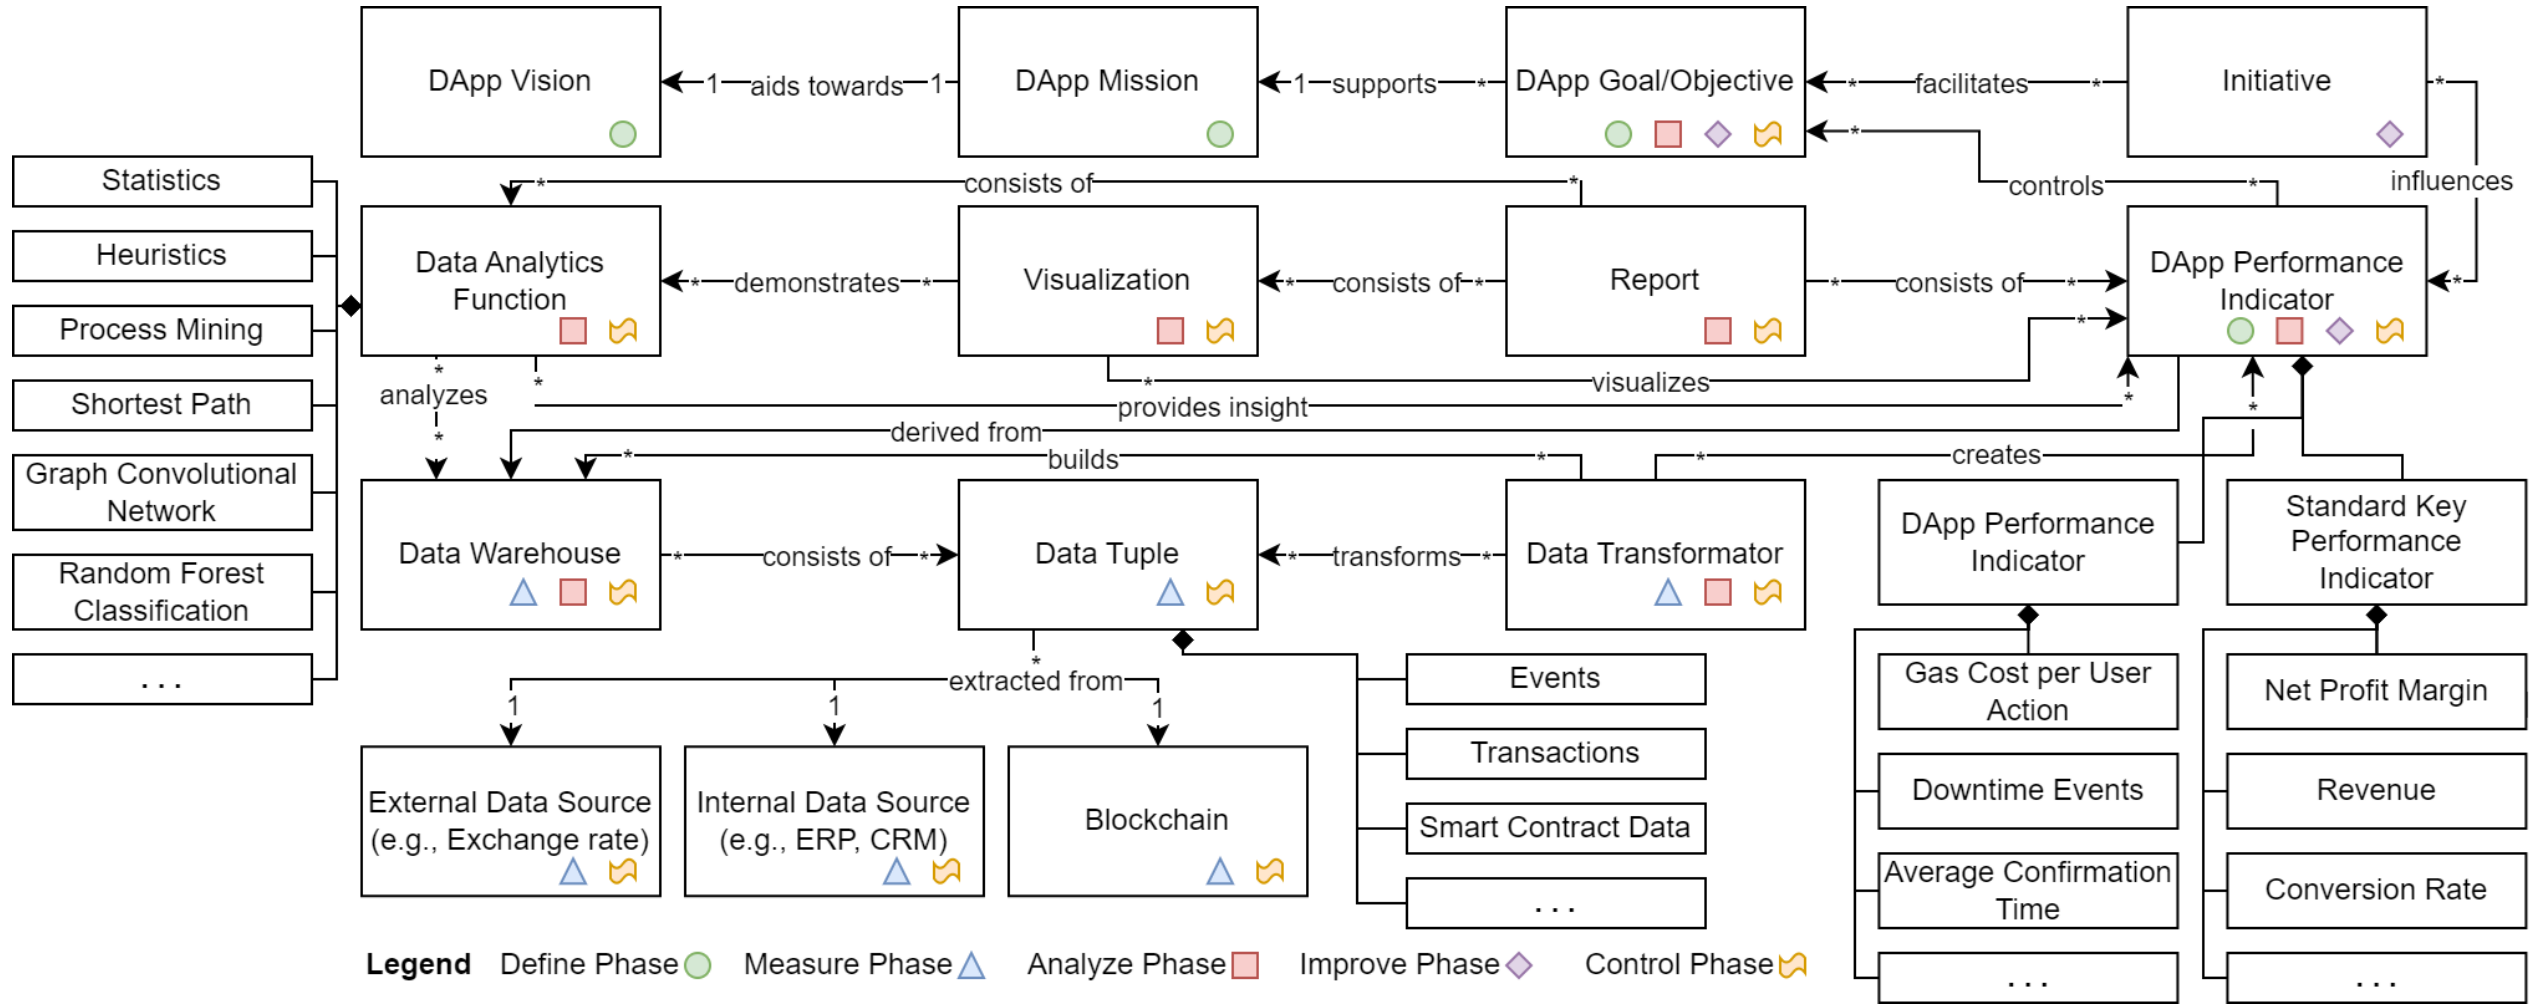 DApp Vision
1
aids towards
1
DApp Mission
1
supports
*
DApp Goal/Objective
*
facilitates
*
Initiative
*
*
controls
*
influences
*
Statistics
Heuristics
Process Mining
Shortest Path
Graph Convolutional
Network
Random Forest
Classification
. . .
*
consists of
*
Data Analytics
Function
*
demonstrates
*
Visualization
*
consists of
*
Report
*
consists of
*
DApp Performance
Indicator
*
visualizes
*
*
analyzes
*
*
provides insight
*
derived from
*
builds
*
*
creates
*
Data Warehouse
*
consists of
*
Data Tuple
*
transforms
*
Data Transformator
DApp Performance
Indicator
Standard Key
Performance
Indicator
*
extracted from
1
1
1
External Data Source
(e.g., Exchange rate)
Internal Data Source
(e.g., ERP, CRM)
Blockchain
Events
Transactions
Smart Contract Data
. . .
Gas Cost per User
Action
Downtime Events
Average Confirmation
Time
. . .
Net Profit Margin
Revenue
Conversion Rate
. . .
Legend Define Phase Measure Phase Analyze Phase Improve Phase Control Phase